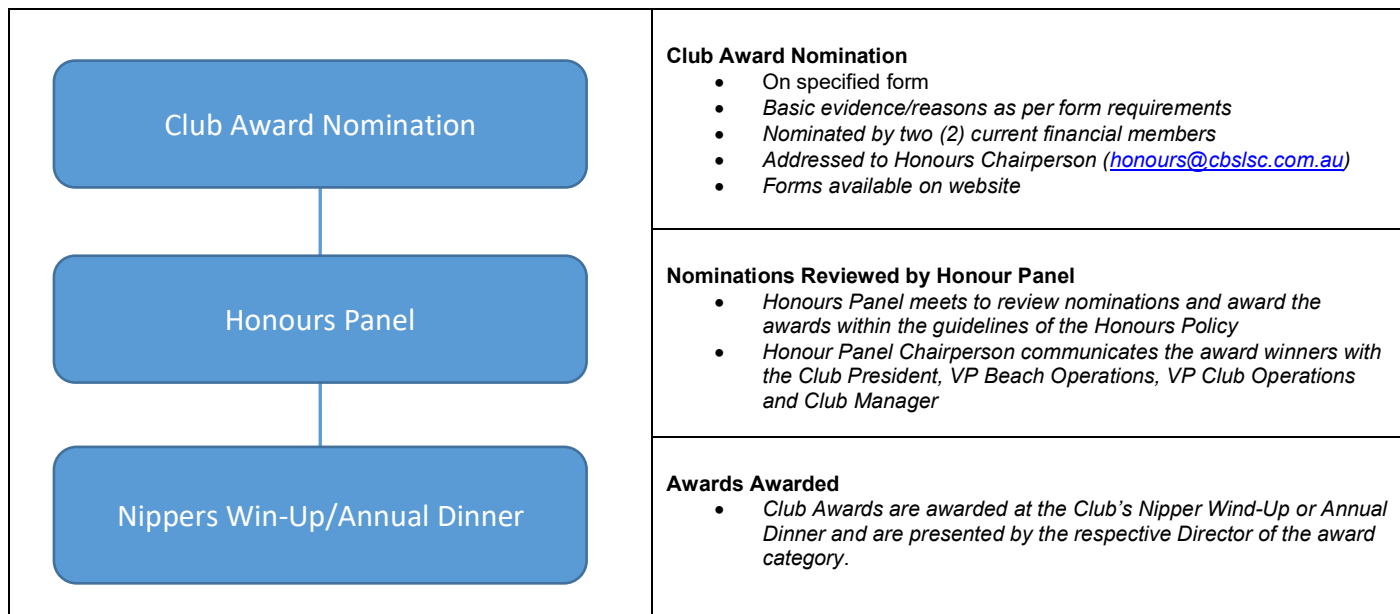 Club Award Nomination
Club Award Nomination
• On specified form
• Basic evidence/reasons as per form requirements
• Nominated by two (2) current financial members
• Addressed to Honours Chairperson (honours@cbslsc.com.au)
• Forms available on website
Honours Panel
Nominations Reviewed by Honour Panel
• Honours Panel meets to review nominations and award the
awards within the guidelines of the Honours Policy
• Honour Panel Chairperson communicates the award winners with
the Club President, VP Beach Operations, VP Club Operations
and Club Manager
Nippers Win-Up/Annual Dinner
Awards Awarded
• Club Awards are awarded at the Club’s Nipper Wind-Up or Annual
Dinner and are presented by the respective Director of the award
category.